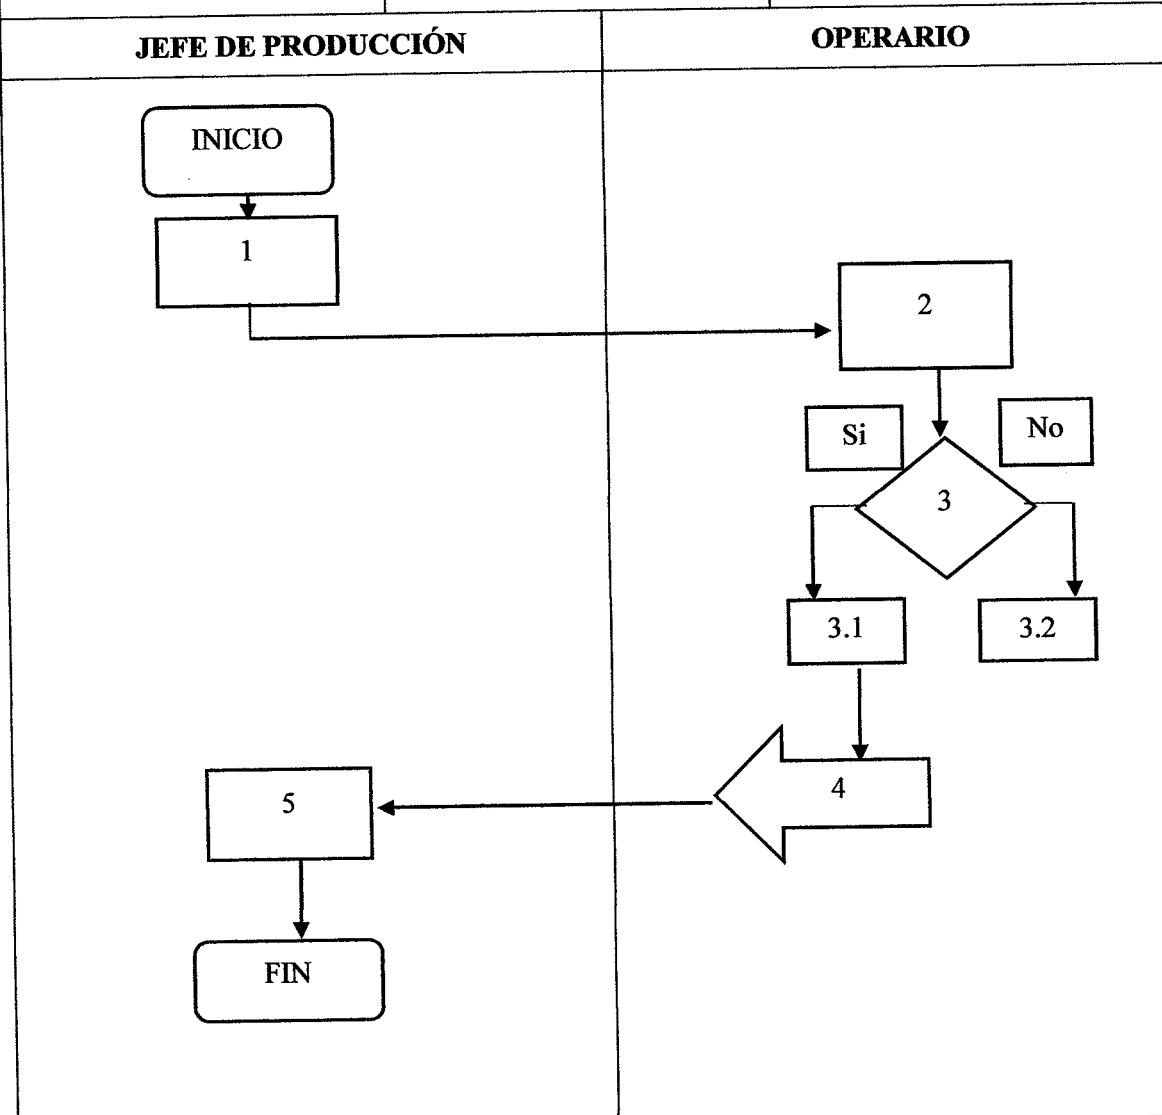 JEFE DE PRODUCCIÓN
OPERARIO
INICIO
1
2
Si
No
3
3.1
3.2
4
5
FIN